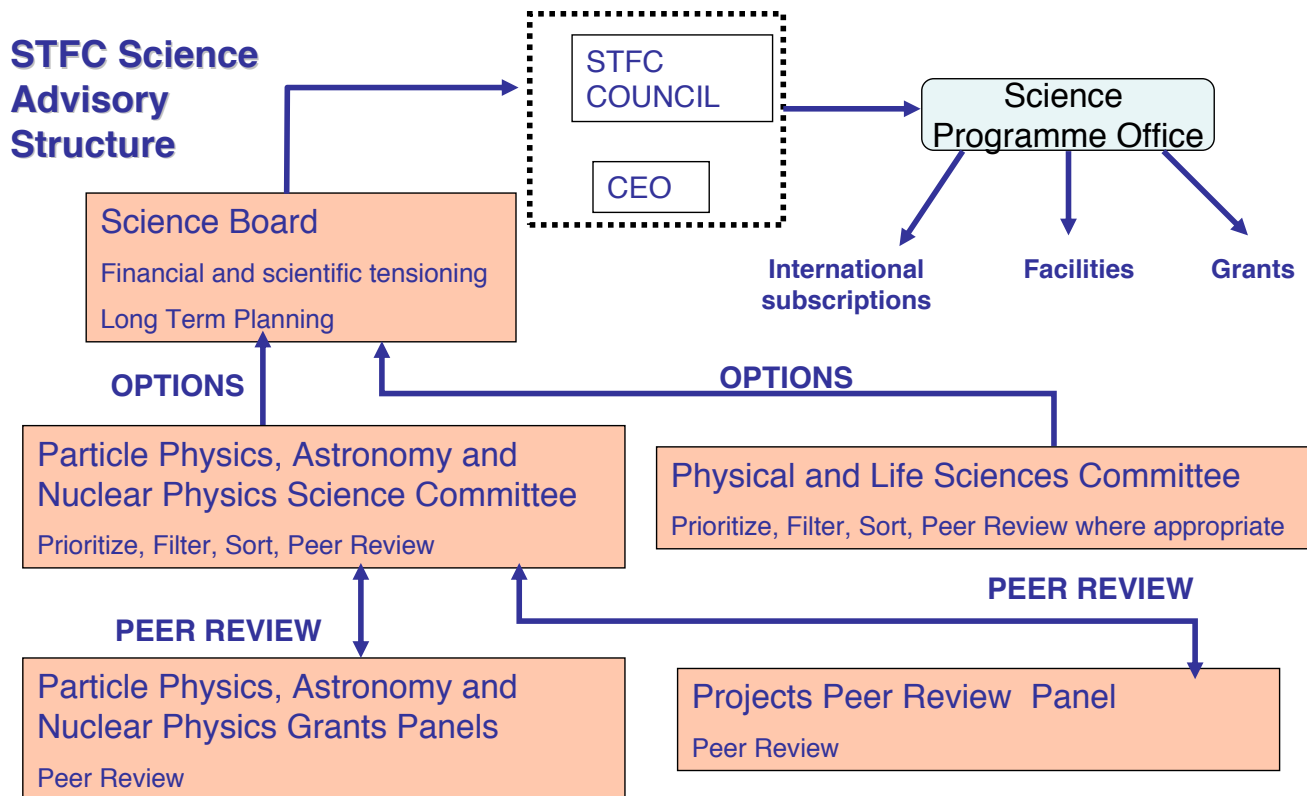 STFC Science
Advisory
Structure
STFC
COUNCIL
CEO
Science
Programme Office
International
subscriptions
Facilities
Grants
Science Board
Financial and scientific tensioning
Long Term Planning
OPTIONS
OPTIONS
Particle Physics, Astronomy and
Nuclear Physics Science Committee
Prioritize, Filter, Sort, Peer Review
Physical and Life Sciences Committee
Prioritize, Filter, Sort, Peer Review where appropriate
PEER REVIEW
PEER REVIEW
Particle Physics, Astronomy and
Nuclear Physics Grants Panels
Peer Review
Projects Peer Review Panel
Peer Review